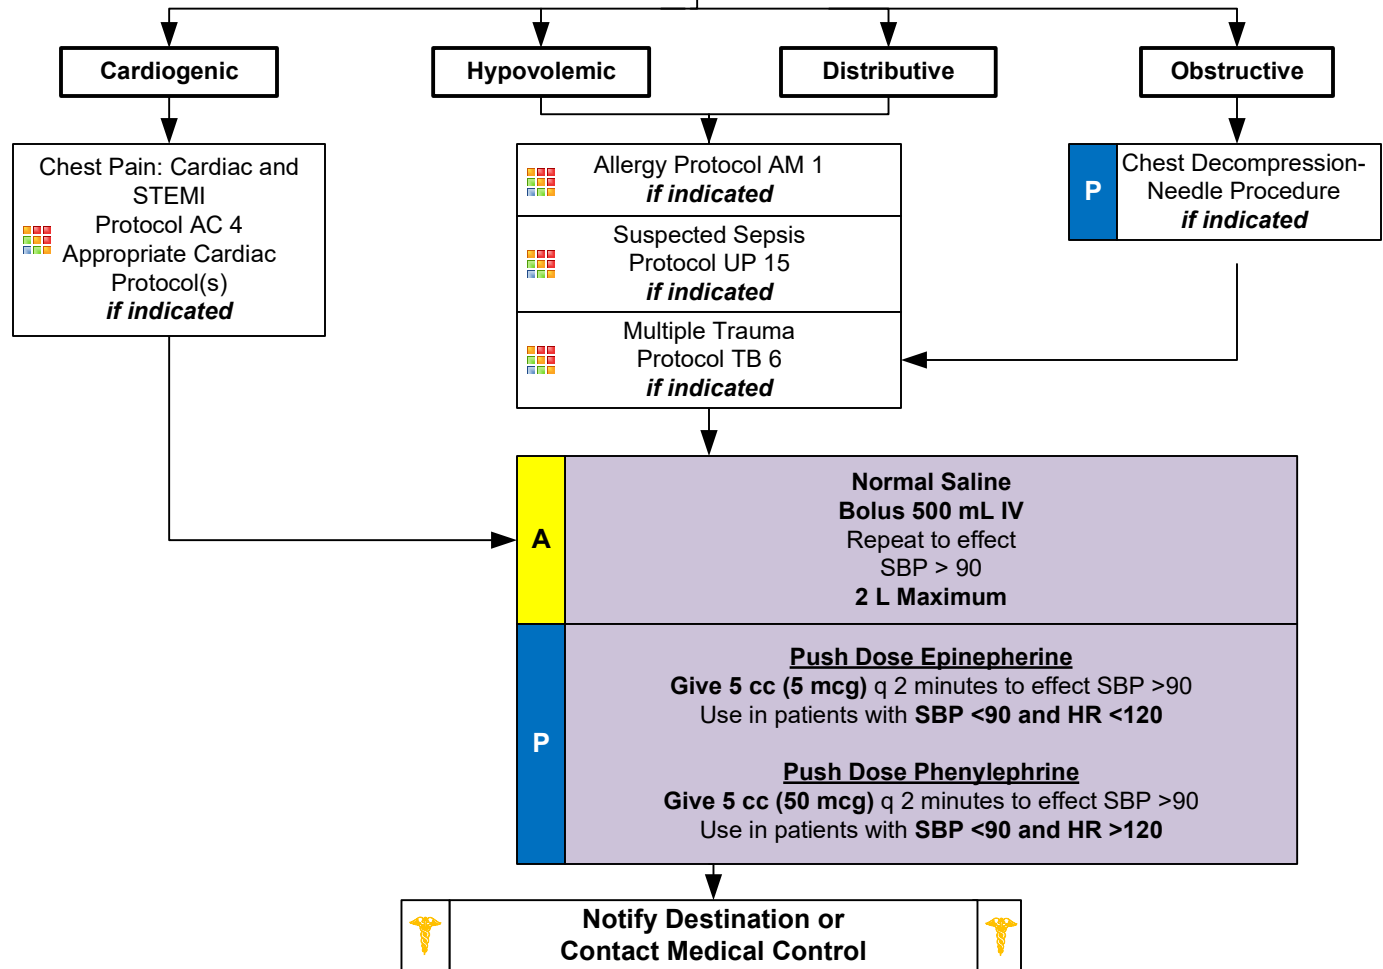 Cardiogenic
Hypovolemic
Distributive
Obstructive
Chest Pain: Cardiac and
STEMI
Protocol AC 4
Appropriate Cardiac
Protocol(s)
if indicated
Allergy Protocol AM 1
if indicated
Suspected Sepsis
Protocol UP 15
if indicated
Multiple Trauma
Protocol TB 6
if indicated
P
Chest Decompression-
Needle Procedure
if indicated
A
Normal Saline
Bolus 500 mL IV
Repeat to effect
SBP > 90
2 L Maximum
P
Push Dose Epinepherine
Give 5 cc (5 mcg) q 2 minutes to effect SBP >90
Use in patients with SBP <90 and HR <120
Push Dose Phenylephrine
Give 5 cc (50 mcg) q 2 minutes to effect SBP >90
Use in patients with SBP <90 and HR >120
Notify Destination or
Contact Medical Control